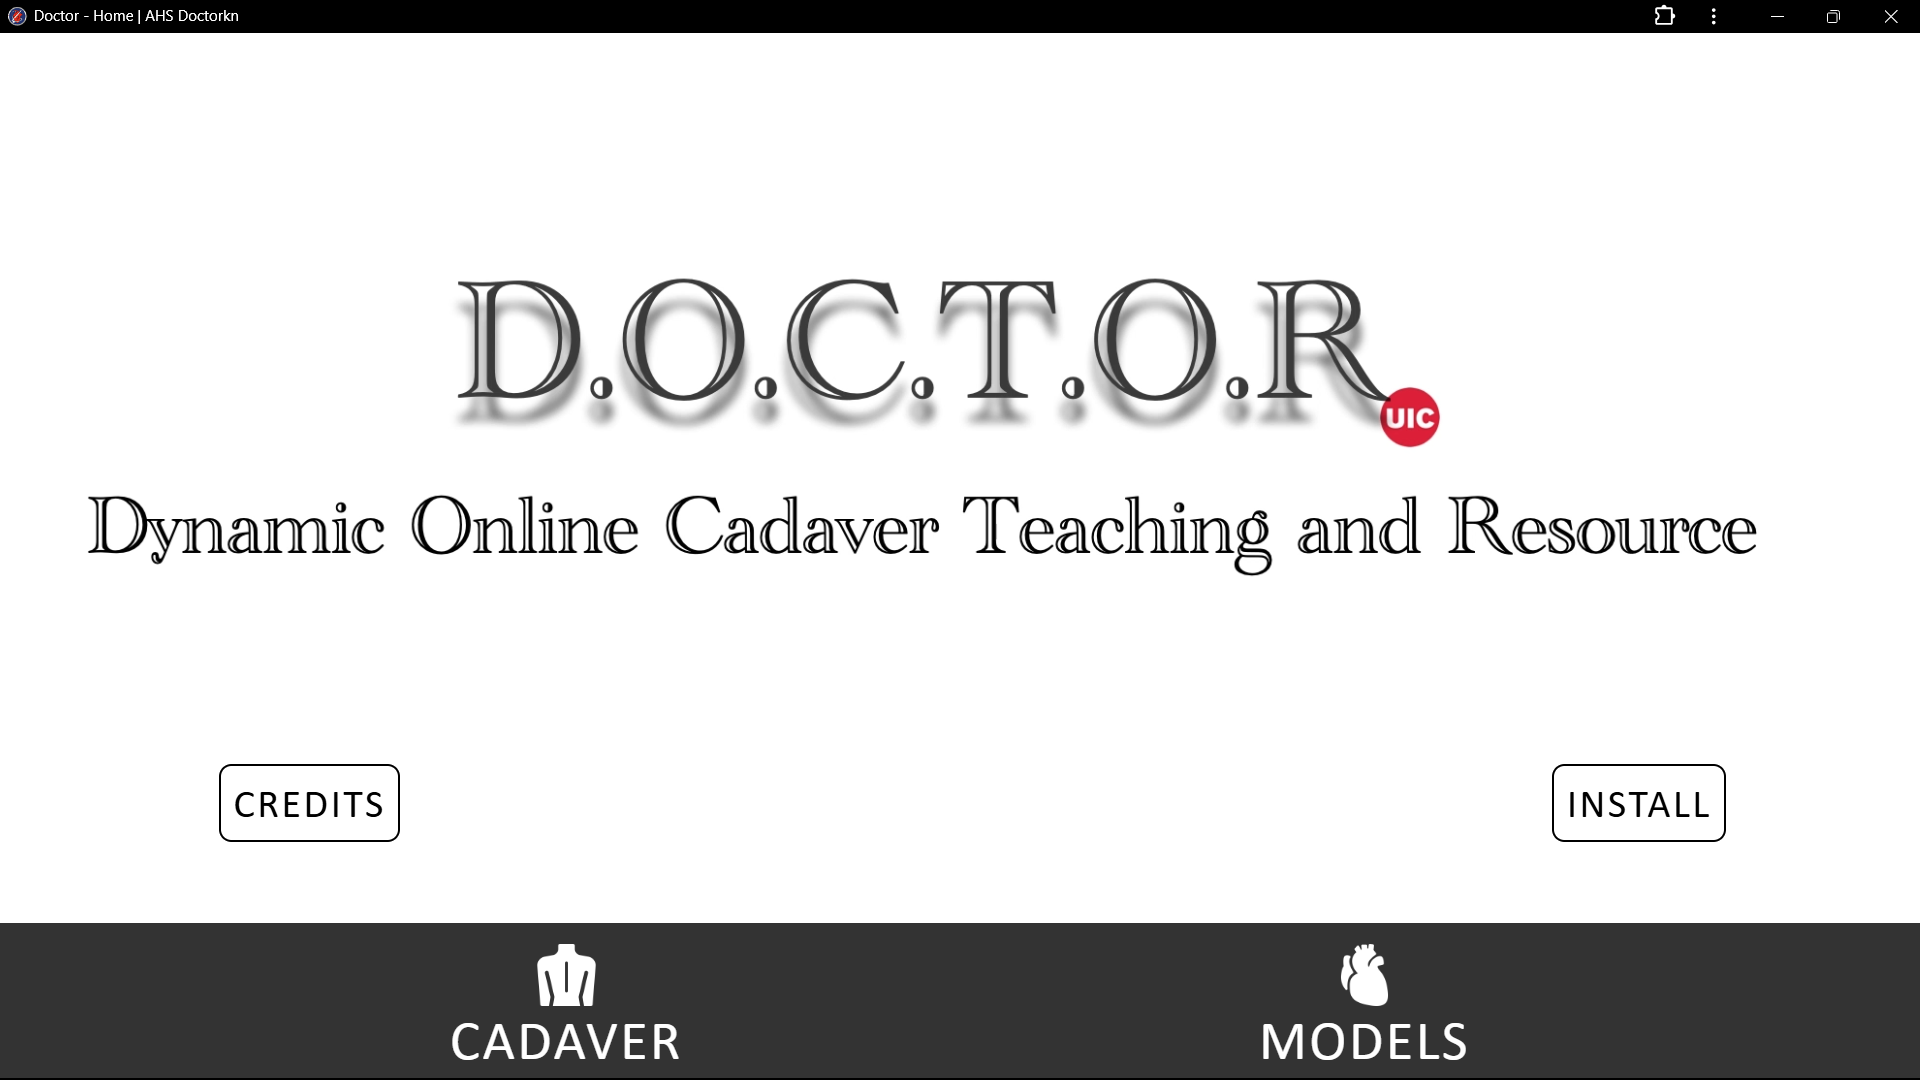 Doctor - Home | AHS Doctorkn
D.O.C.T.O.R
UIC
Dynamic Online Cadaver Teaching and Resource
CREDITS
INSTALL
CADAVER
MODELS